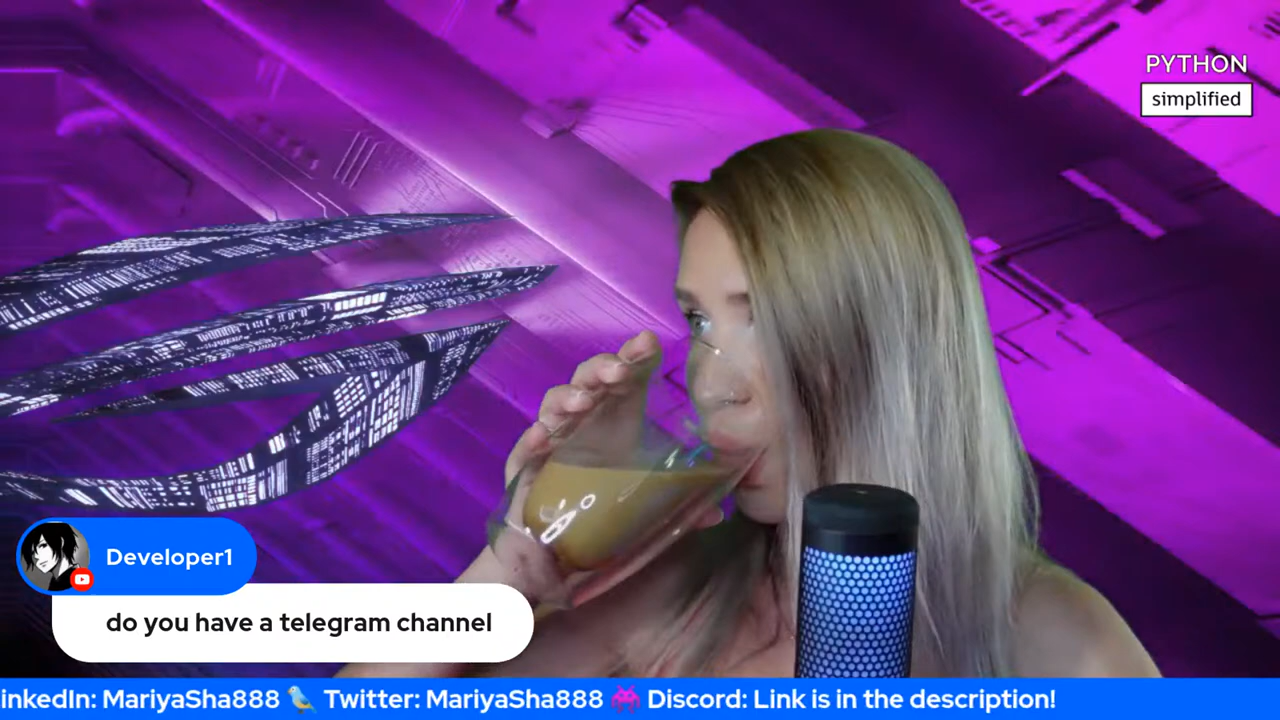 PYTHON
simplified
Developer1
do you have a telegram channel
inkedIn: MariyaSha888 🐦 Twitter: MariyaSha888 👾 Discord: Link is in the description!